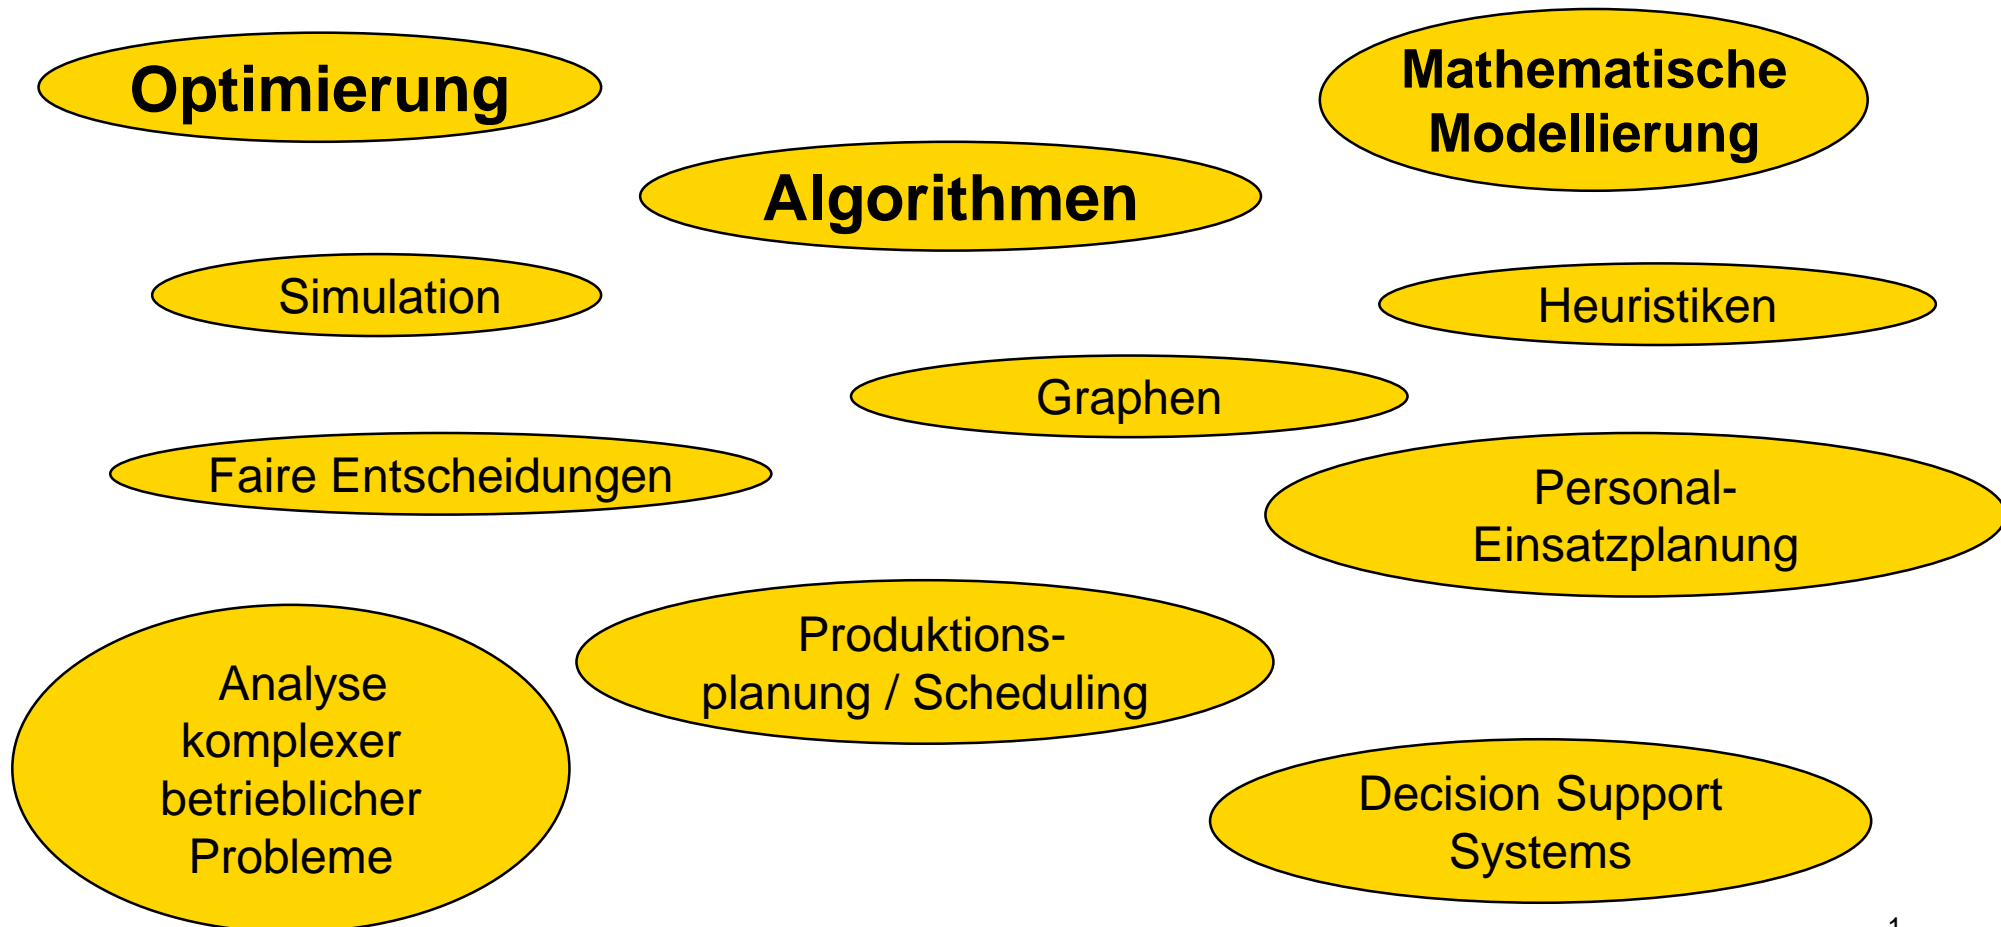 Optimierung
Mathematische
Modellierung
Algorithmen
Simulation
Heuristiken
Graphen
Faire Entscheidungen
Personal-
Einsatzplanung
Produktions-
planung / Scheduling
Analyse
komplexer
betrieblicher
Probleme
Decision Support
Systems
1